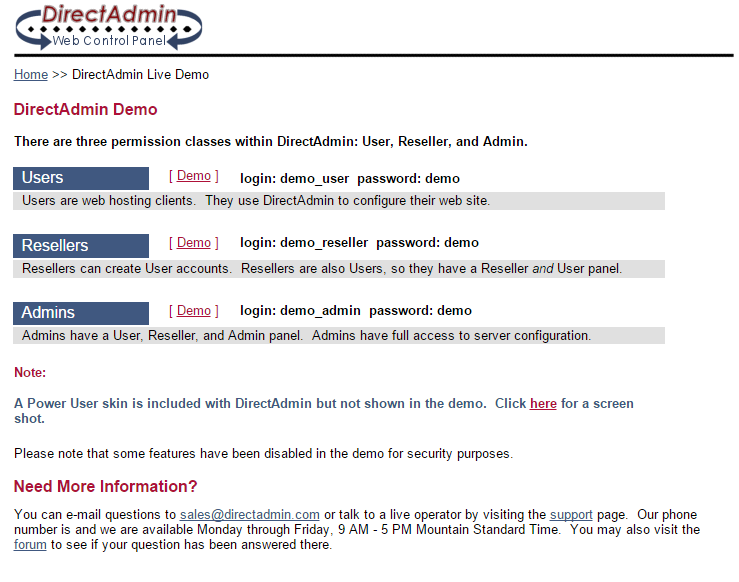 DirectAdmin
Web Control Panel
Home >> DirectAdmin Live Demo
DirectAdmin Demo
There are three permission classes within DirectAdmin: User, Reseller, and Admin.
Users [ Demo ] login: demo_user password: demo
Users are web hosting clients. They use DirectAdmin to configure their web site.
Resellers [ Demo ] login: demo_reseller password: demo
Resellers can create User accounts. Resellers are also Users, so they have a Reseller and User panel.
Admins [ Demo ] login: demo_admin password: demo
Admins have a User, Reseller, and Admin panel. Admins have full access to server configuration.
Note:
A Power User skin is included with DirectAdmin but not shown in the demo. Click here for a screen
shot.
Please note that some features have been disabled in the demo for security purposes.
Need More Information?
You can e-mail questions to sales@directadmin.com or talk to a live operator by visiting the support page. Our phone
number is and we are available Monday through Friday, 9 AM - 5 PM Mountain Standard Time. You may also visit the
forum to see if your question has been answered there.